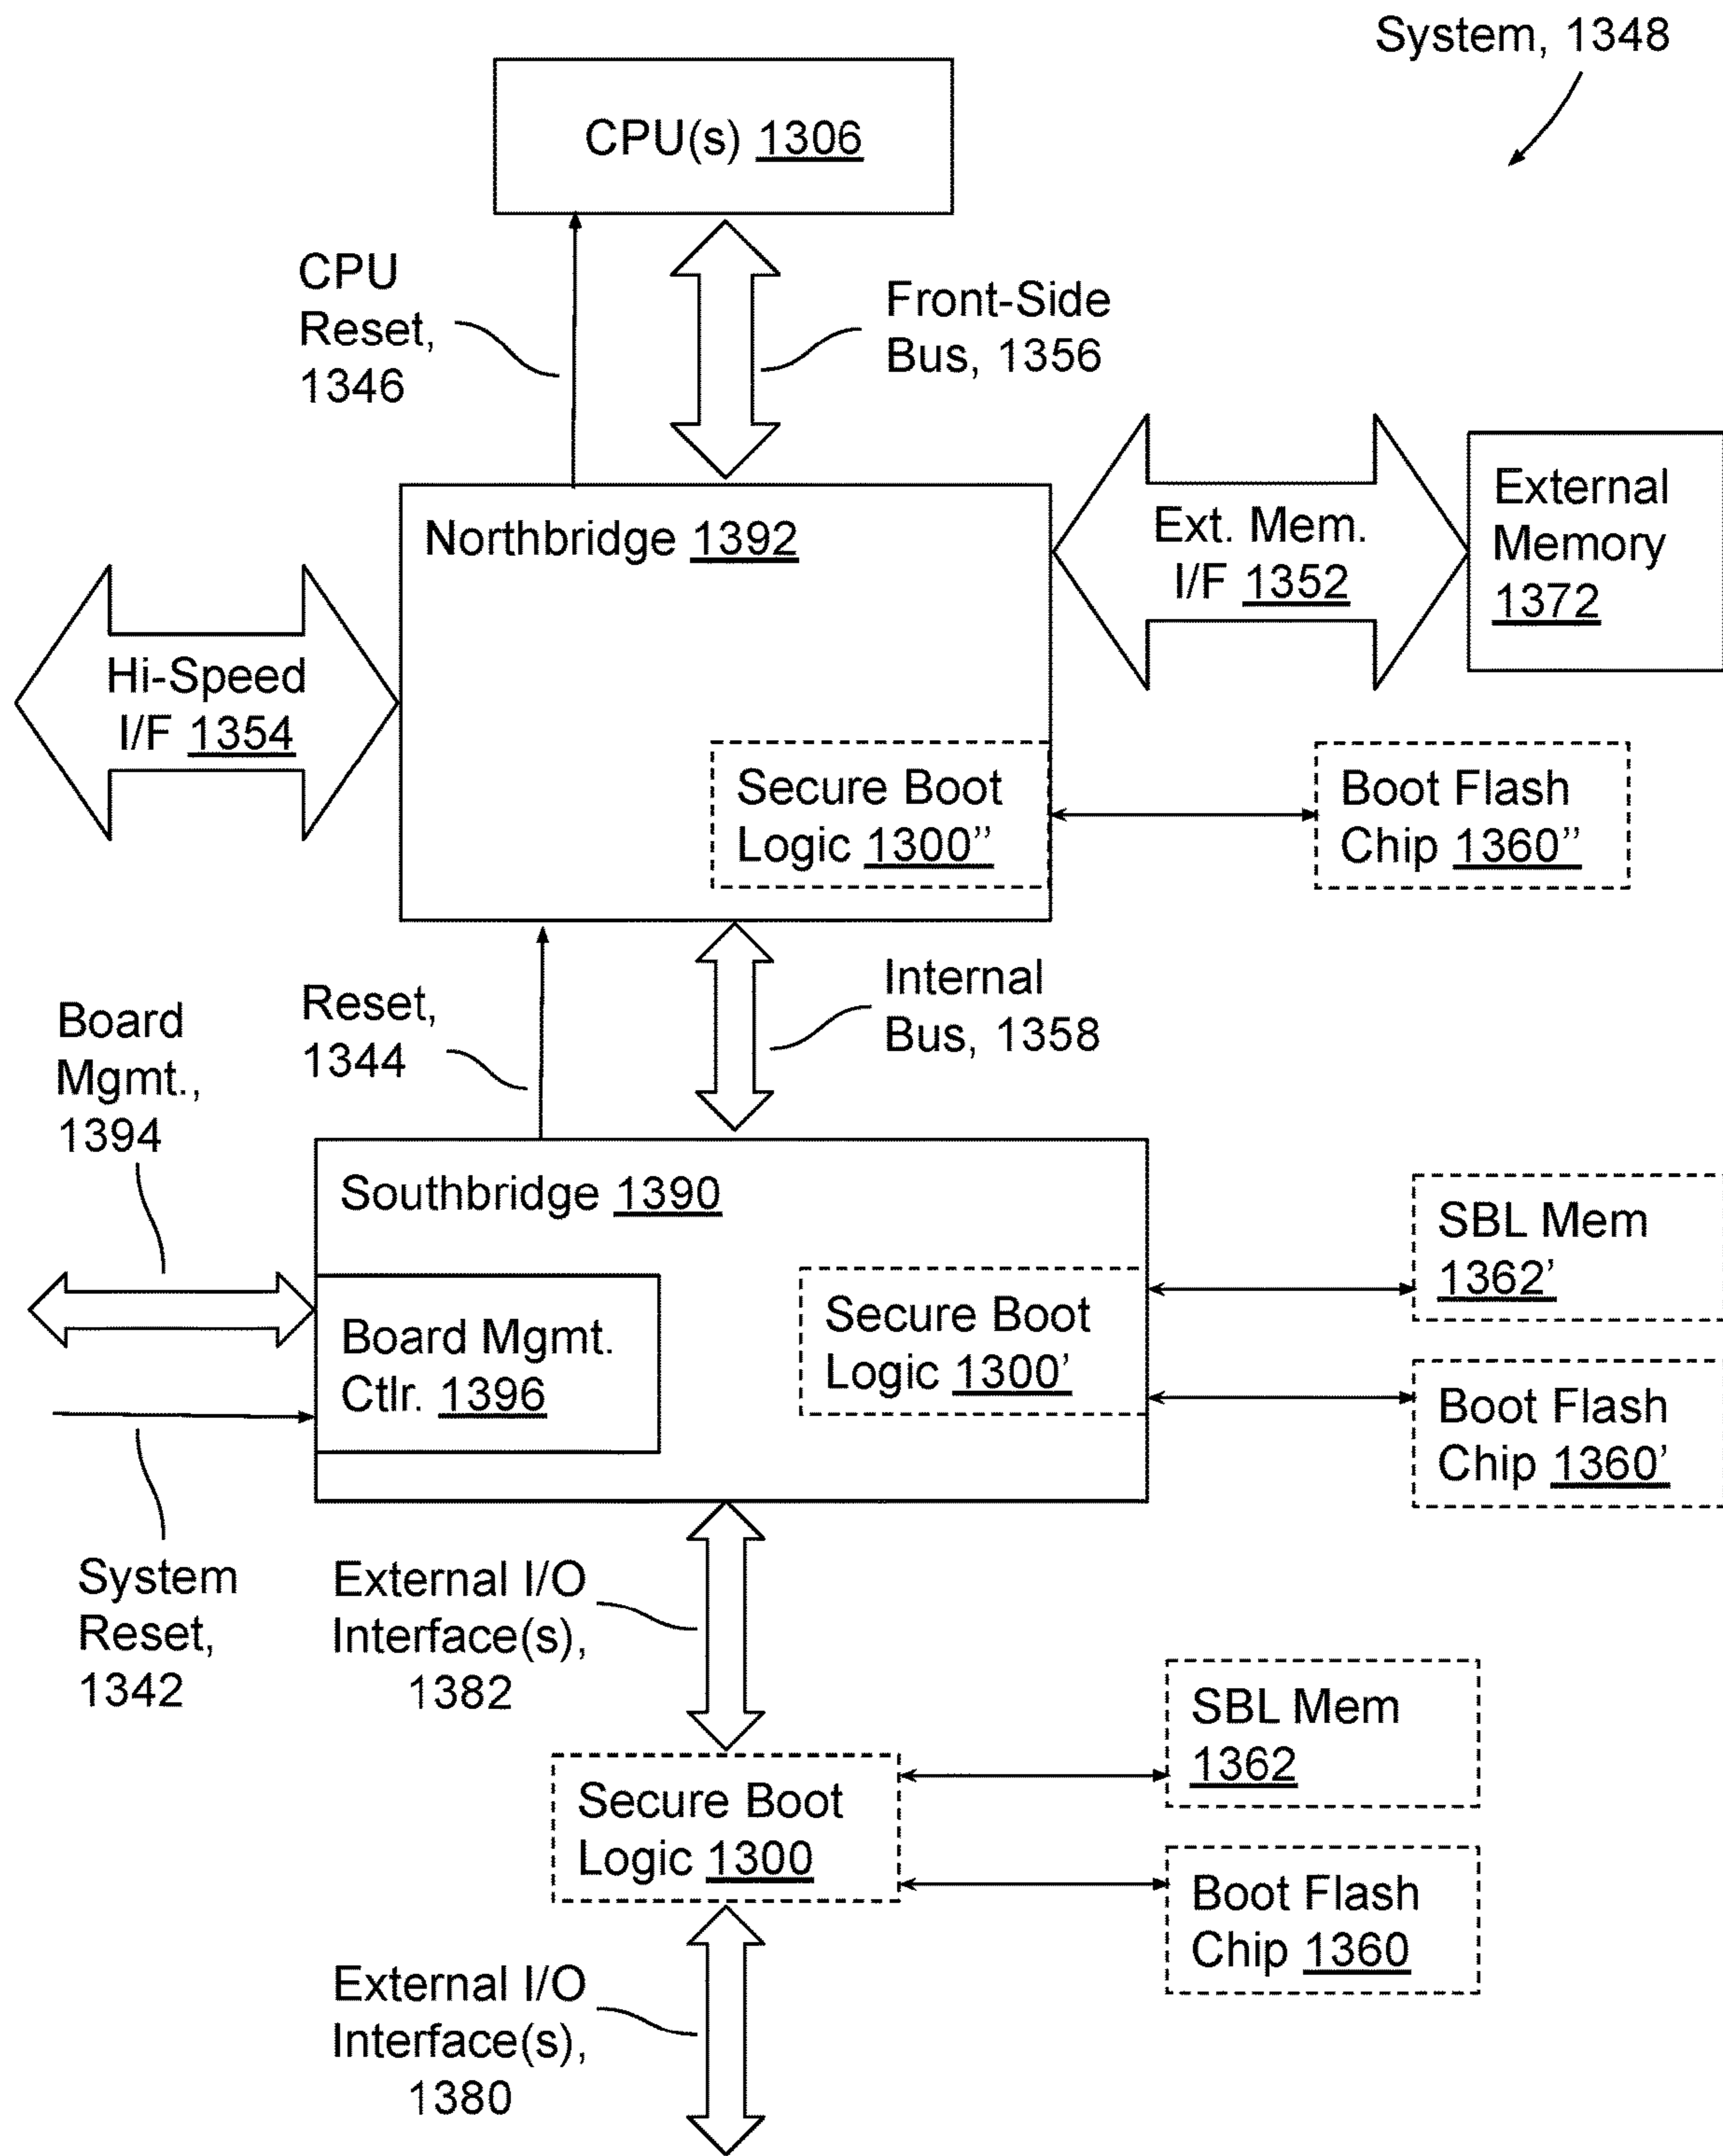 System, 1348
CPU(s) 1306
CPU
Reset,
1346
Front-Side
Bus, 1356
Northbridge 1392
Ext. Mem.
I/F 1352
External
Memory
1372
Hi-Speed
I/F 1354
Secure Boot
Logic 1300’’
Boot Flash
Chip 1360’’
Reset,
1344
Internal
Bus, 1358
Board
Mgmt.,
1394
Southbridge 1390
Board Mgmt.
Ctlr. 1396
Secure Boot
Logic 1300’
SBL Mem
1362’
Boot Flash
Chip 1360’
System
Reset,
1342
External I/O
Interface(s),
1382
Secure Boot
Logic 1300
SBL Mem
1362
Boot Flash
Chip 1360
External I/O
Interface(s),
1380